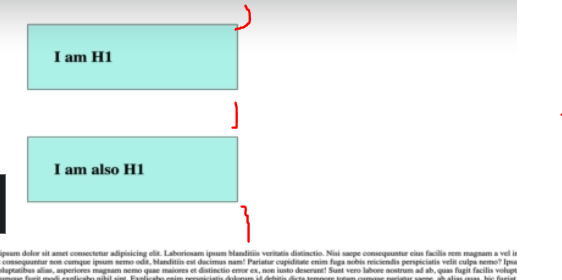 I am H1
I am also H1
ipsum dolor sit amet consectetur adipisicing elit. Laboriosam ipsum blanditiis veritatis distinctio. Nisi saepe consequuntur eius facilis rem magnam a vel
consequuntur non cumque ipsum nemo odit, blanditiis est ducimus nam! Pariatur cupiditate enim fuga nobis reiciendis perspiciatis velit culpa nemo? Ipsa
voluptatibus alias, asperiores magnam nemo quae maiores et distinctio error ex, non iusto deserunt! Sunt vero labore nostrum ad ab, quas fugit facilis